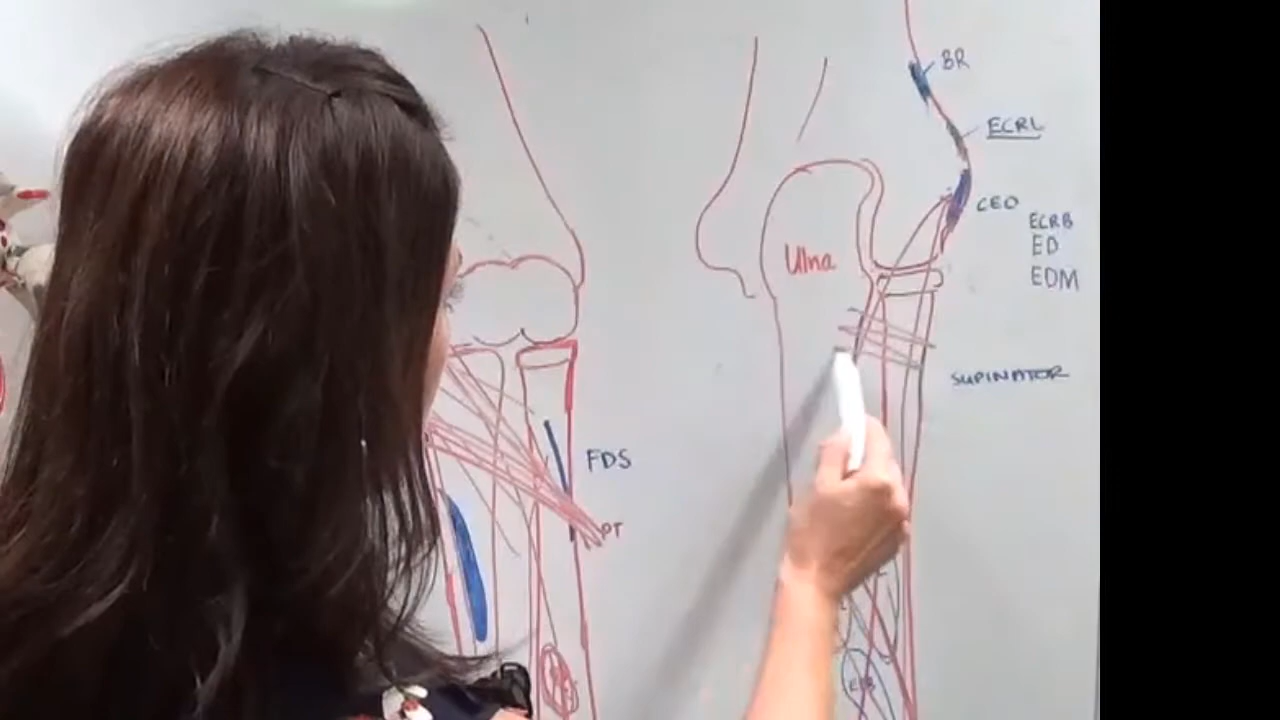 BR
ECRL
CEO
ECRB
ED
EDM
Ulna
SUPINATOR
FDS
PT